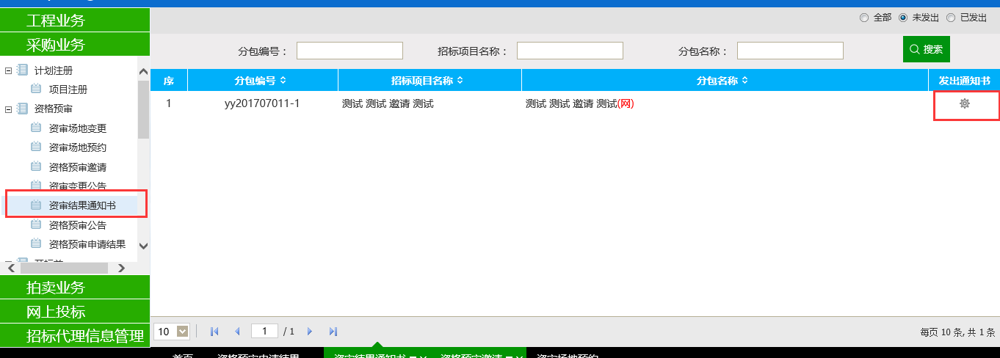 工程业务
采购业务
计划注册
项目注册
资格预审
资审场地变更
资审场地预约
资格预审邀请
资审变更公告
资审结果通知书
资格预审公告
资格预审申请结果
拍卖业务
网上投标
招标代理信息管理
全部 未发出 已发出
分包编号： 招标项目名称： 分包名称： 搜索
序 分包编号 招标项目名称 分包名称 发出通知书
1 yy201707011-1 测试 测试 邀请 测试 测试 测试 邀请 测试(网)
10 1 / 1 每页 10 条, 共 1 条
首页 资格预审申请结果 资审结果通知书 资格预审邀请 资审场地预约